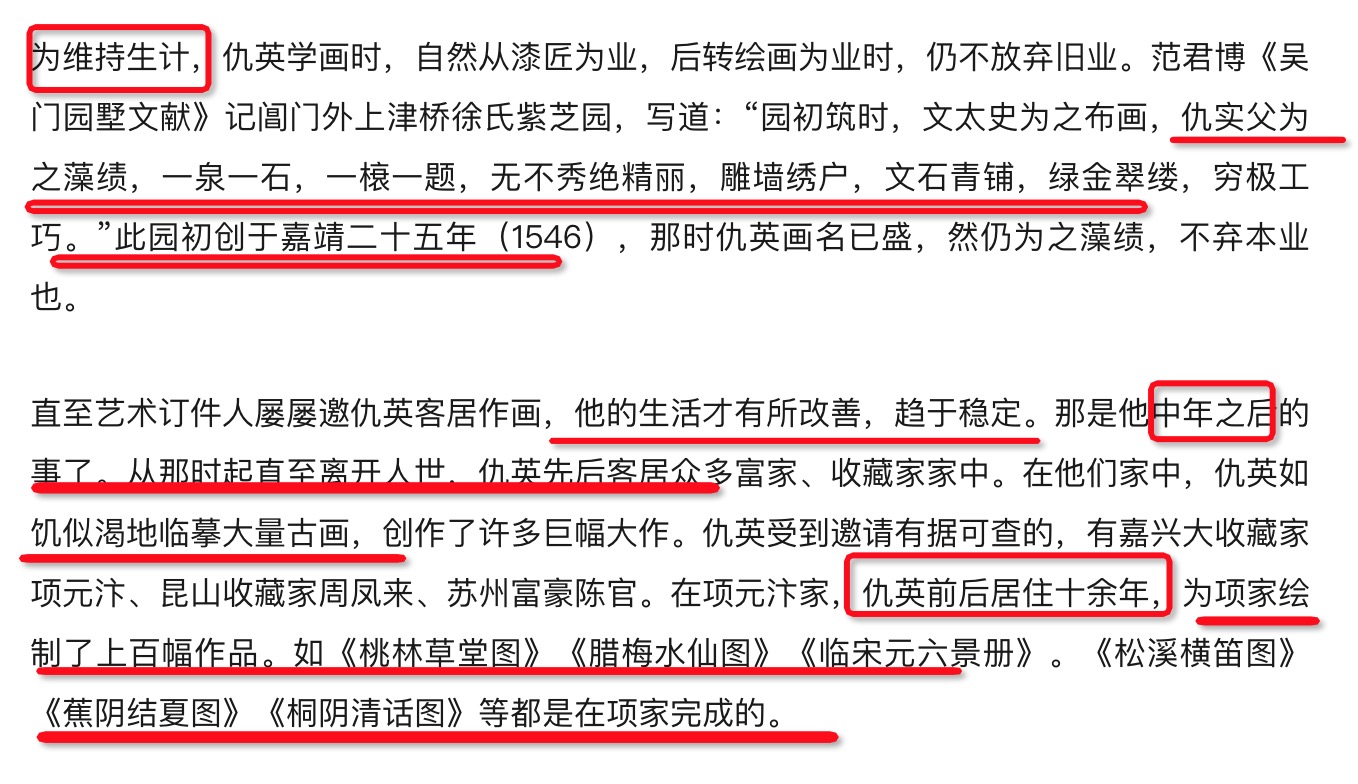 为维持生计，仇英学画时，自然从漆匠为业，后转绘画为业时，仍不放弃旧业。范君博《吴
门园墅文献》记阊门外上津桥徐氏紫芝园，写道：“园初筑时，文太史为之布画，仇实父为
之藻绩，一泉一石，一榱一题，无不秀绝精丽，雕墙绣户，文石青铺，绿金翠缕，穷极工
巧。”此园初创于嘉靖二十五年（1546），那时仇英画名已盛，然仍为之藻绩，不弃本业
也。
直至艺术订件人屡屡邀仇英客居作画，他的生活才有所改善，趋于稳定。那是他中年之后的
事了。从那时起直至离开人世，仇英先后客居众多富家、收藏家家中。在他们家中，仇英如
饥似渴地临摹大量古画，创作了许多巨幅大作。仇英受到邀请有据可查的，有嘉兴大收藏家
项元汴、昆山收藏家周凤来、苏州富豪陈官。在项元汴家，仇英前后居住十余年，为项家绘
制了上百幅作品。如《桃林草堂图》《腊梅水仙图》《临宋元六景册》。《松溪横笛图》
《蕉阴结夏图》《桐阴清话图》等都是在项家完成的。